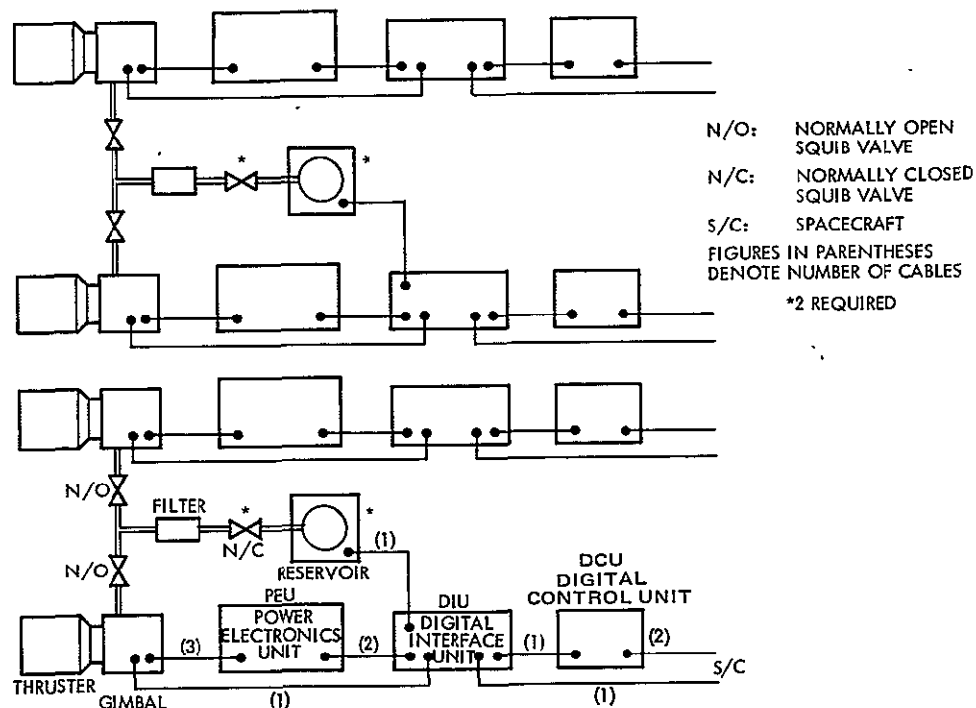 N/O: NORMALLY OPEN
SQUIB VALVE
N/C: NORMALLY CLOSED
SQUIB VALVE
S/C: SPACECRAFT
FIGURES IN PARENTHESES
DENOTE NUMBER OF CABLES
*2 REQUIRED
*
*
N/O
FILTER
*
*
N/C
(1)
RESERVOIR
N/O
DCU
DIGITAL
CONTROL UNIT
PEU
POWER
ELECTRONICS
UNIT
DIU
DIGITAL
INTERFACE
UNIT
(3)
(2)
(1)
(2)
S/C
THRUSTER
GIMBAL
(1)
(1)